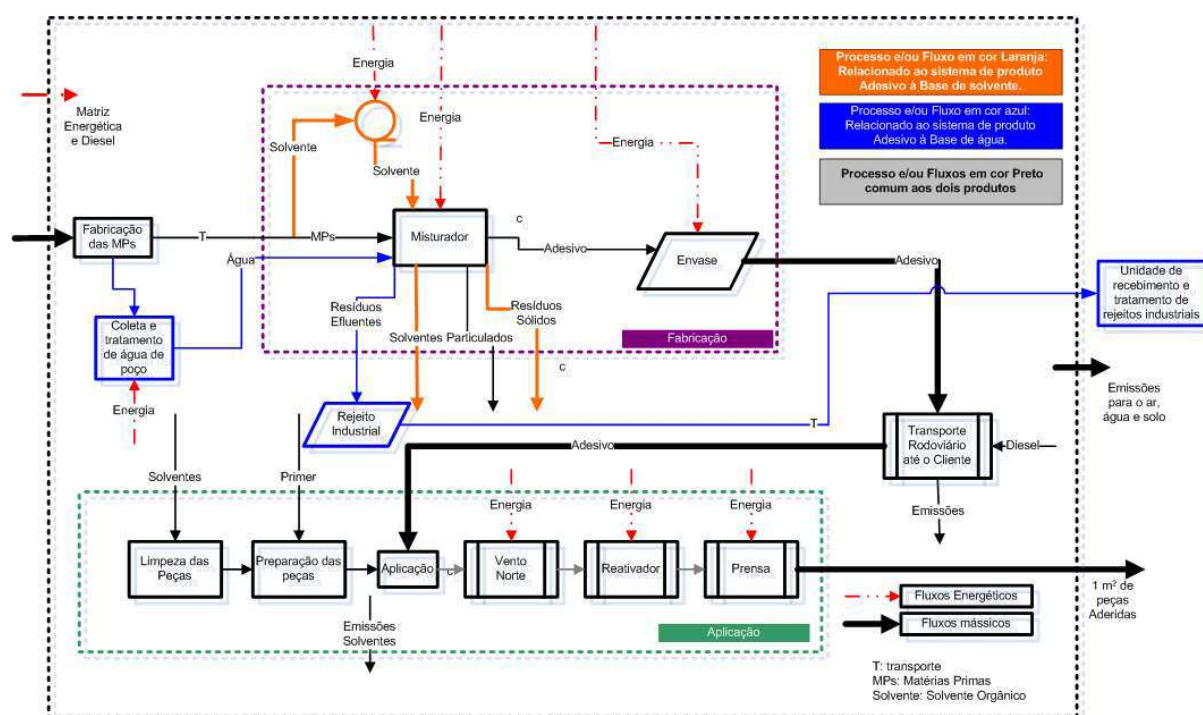 Energia
Energia
Energia
Processo e/ou Fluxo em cor Laranja:
Relacionado ao sistema de produto
Adesivo à Base de solvente.
Processo e/ou Fluxo em cor azul:
Relacionado ao sistema de produto
Adesivo à Base de água.
Processo e/ou Fluxos em cor Preto
comum aos dois produtos
Matriz
Energética
e Diesel
Solvente
Solvente
Fabricação
das MPs
T
MPs
Misturador
c
Adesivo
Envase
Adesivo
Água
Coleta e
tratamento
de água de
poço
Energia
Resíduos
Efluentes
Solventes
Particulados
Resíduos
Sólidos
c
Fabricação
Unidade de
recebimento e
tratamento de
rejeitos industriais
Emissões
para o ar,
água e solo
Rejeito
Industrial
T
Adesivo
Transporte
Rodoviário
até o Cliente
Diesel
Emissões
Solventes
Primer
Energia
Energia
Energia
Limpeza das
Peças
Preparação das
peças
Aplicação
c
Vento
Norte
Reativador
Prensa
1 m² de
peças
Aderidas
Emissões
Solventes
Aplicação
Fluxos Energéticos
Fluxos mássicos
T: transporte
MPs: Matérias Primas
Solvente: Solvente Orgânico